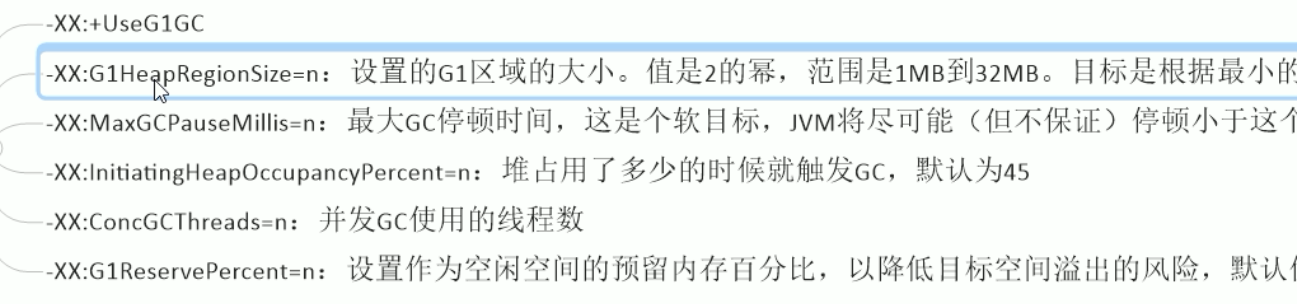 -XX:+UseG1GC
-XX:G1HeapRegionSize=n：设置的G1区域的大小。值是2的幂，范围是1MB到32MB。目标是根据最小的
-XX:MaxGCPauseMillis=n：最大GC停顿时间，这是个软目标，JVM将尽可能（但不保证）停顿小于这个
-XX:InitiatingHeapOccupancyPercent=n：堆占用了多少的时候就触发GC，默认为45
-XX:ConcGCThreads=n：并发GC使用的线程数
-XX:G1ReservePercent=n：设置作为空闲空间的预留内存百分比，以降低目标空间溢出的风险，默认